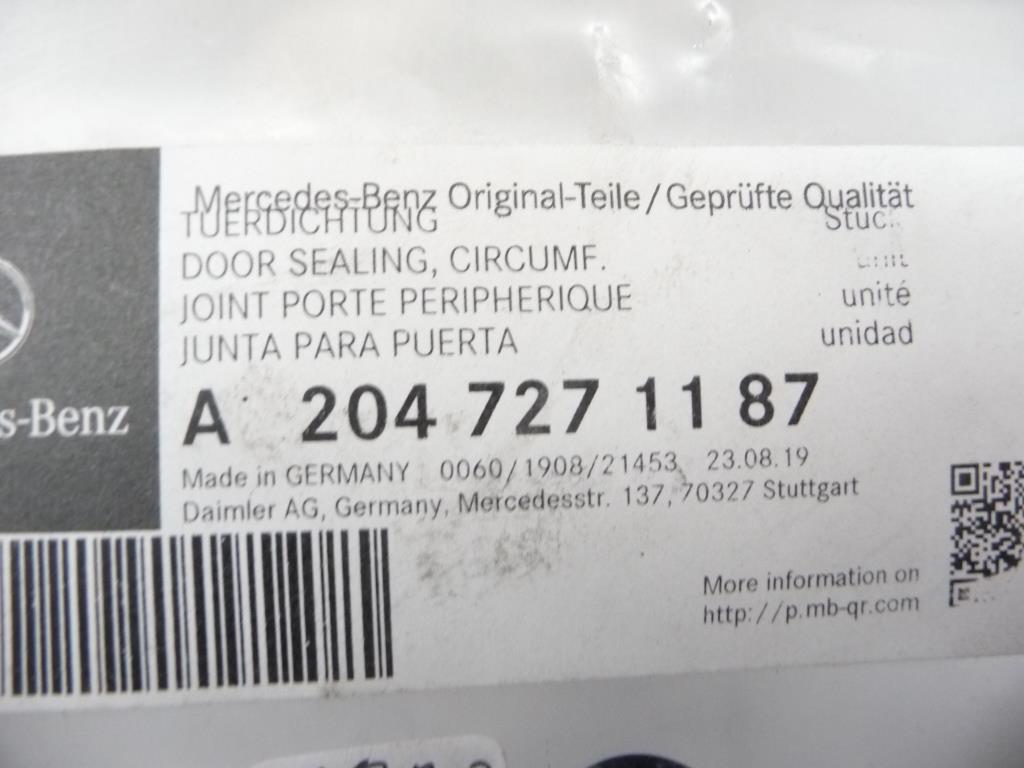 Mercedes-Benz Original-Teile / Geprüfte Qualität
TUERDICHTUNG
DOOR SEALING, CIRCUMF. unit
JOINT PORTE PERIPHERIQUE unité
JUNTA PARA PUERTA unidad
A 204 727 11 87
s-Benz
Made in GERMANY 0060/1908/21453 23.08.19
Daimler AG, Germany, Mercedesstr. 137, 70327 Stuttgart
More information on
http://p.mb-qr.com